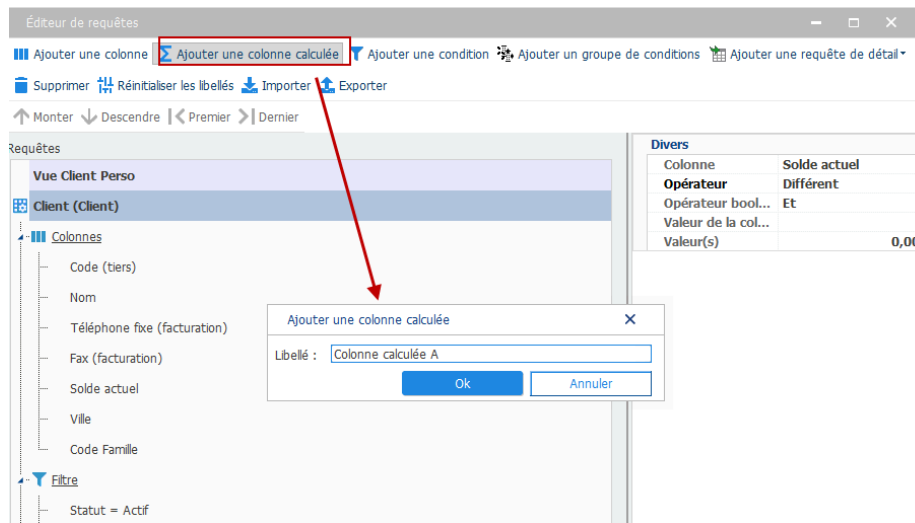 Éditeur de requêtes
Ajouter une colonne Ajouter une colonne calculée Ajouter une condition Ajouter un groupe de conditions Ajouter une requête de détail
Supprimer Réinitialiser les libellés Importer Exporter
Monter Descendre Premier Dernier
Requêtes
Vue Client Perso
Client (Client)
Colonnes
Code (tiers)
Nom
Téléphone fixe (facturation)
Fax (facturation)
Solde actuel
Ville
Code Famille
Filtre
Statut = Actif
Divers
Colonne Solde actuel
Opérateur Différent
Opérateur bool... Et
Valeur de la col...
Valeur(s) 0,00
Ajouter une colonne calculée
Libellé : Colonne calculée A
Ok Annuler